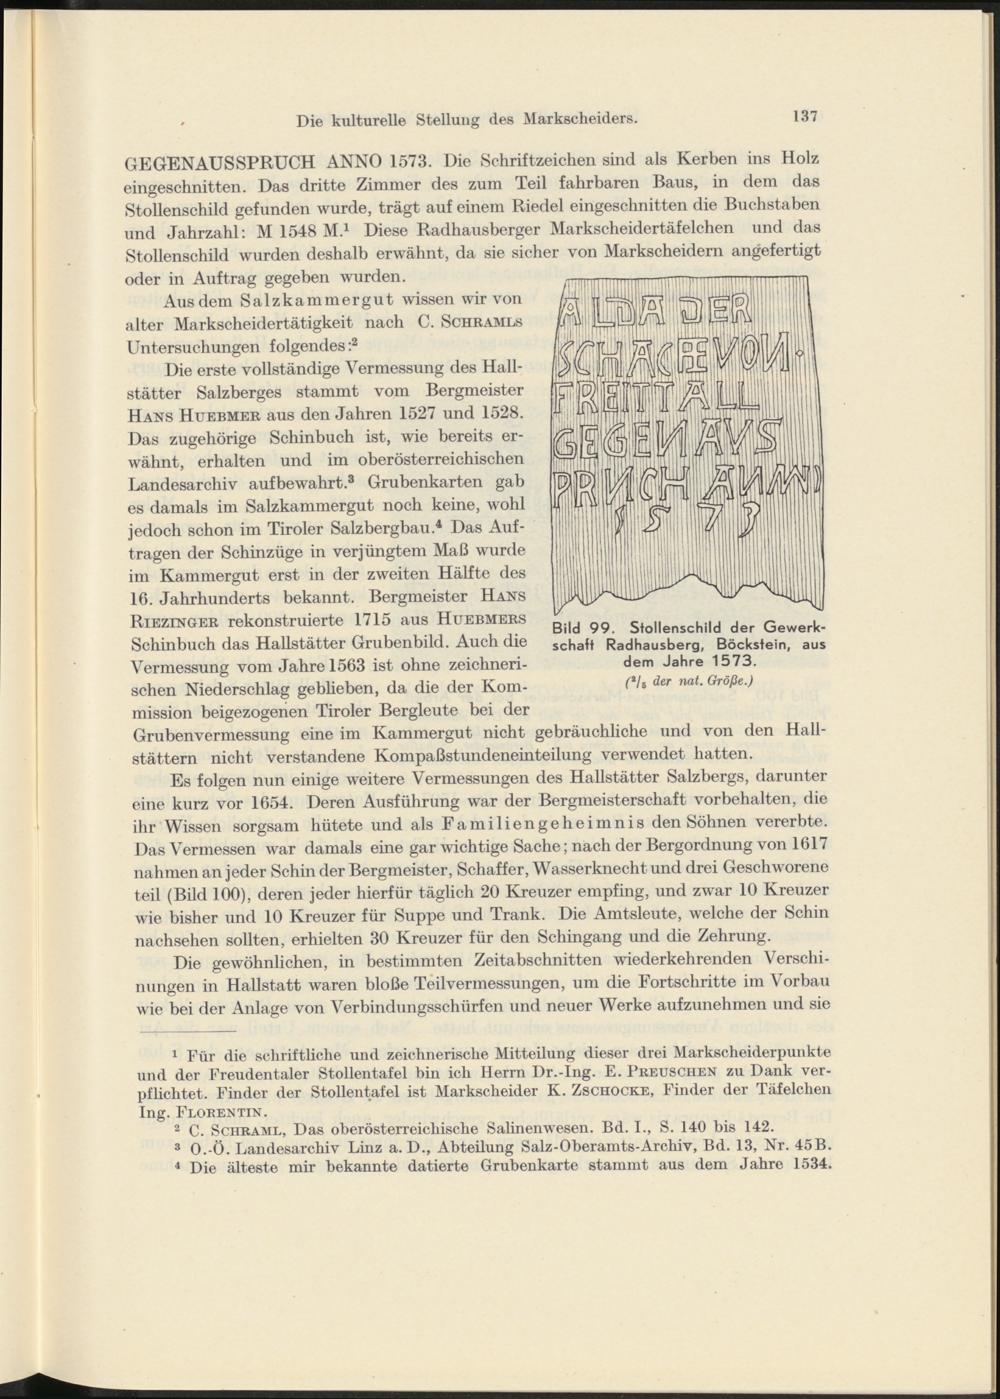 Die kulturelle Stellung des Markscheiders. 137
GEGENAUSSPRUCH ANNO 1573. Die Schriftzeichen sind als Kerben ins Holz
eingeschnitten. Das dritte Zimmer des zum Teil fahrbaren Baus, in dem das
Stollenschild gefunden wurde, trägt auf einem Riedel eingeschnitten die Buchstaben
und Jahrzahl: M 1548 M.¹ Diese Radhausberger Markscheidertäfelchen und das
Stollenschild wurden deshalb erwähnt, da sie sicher von Markscheidern angefertigt
oder in Auftrag gegeben wurden.
Aus dem Salzkammergut wissen wir von
alter Markscheidertätigkeit nach C. SCHRAMLS
Untersuchungen folgendes:²
Die erste vollständige Vermessung des Hall-
stätter Salzberges stammt vom Bergmeister
HANS HUEBMER aus den Jahren 1527 und 1528.
Das zugehörige Schinbuch ist, wie bereits er-
wähnt, erhalten und im oberösterreichischen
Landesarchiv aufbewahrt.³ Grubenkarten gab
es damals im Salzkammergut noch keine, wohl
jedoch schon im Tiroler Salzbergbau.⁴ Das Auf-
tragen der Schinzüge in verjüngtem Maß wurde
im Kammergut erst in der zweiten Hälfte des
16. Jahrhunderts bekannt. Bergmeister HANS
RIEZINGER rekonstruierte 1715 aus HUEBMERS
Schinbuch das Hallstätter Grubenbild. Auch die
Vermessung vom Jahre 1563 ist ohne zeichneri-
schen Niederschlag geblieben, da die der Kom-
mission beigezogenen Tiroler Bergleute bei der
ALDA DER
SCHACHT VON
FREITTALL
GEGENAVS
PRUCH ANNO
1573
Bild 99. Stollenschild der Gewerk-
schaft Radhausberg, Böckstein, aus
dem Jahre 1573.
(²/₅ der nat. Größe.)
Grubenvermessung eine im Kammergut nicht gebräuchliche und von den Hall-
stättern nicht verstandene Kompaßstundeneinteilung verwendet hatten.
Es folgen nun einige weitere Vermessungen des Hallstätter Salzbergs, darunter
eine kurz vor 1654. Deren Ausführung war der Bergmeisterschaft vorbehalten, die
ihr Wissen sorgsam hütete und als Familiengeheimnis den Söhnen vererbte.
Das Vermessen war damals eine gar wichtige Sache; nach der Bergordnung von 1617
nahmen an jeder Schin der Bergmeister, Schaffer, Wasserknecht und drei Geschworene
teil (Bild 100), deren jeder hierfür täglich 20 Kreuzer empfing, und zwar 10 Kreuzer
wie bisher und 10 Kreuzer für Suppe und Trank. Die Amtsleute, welche der Schin
nachsehen sollten, erhielten 30 Kreuzer für den Schingang und die Zehrung.
Die gewöhnlichen, in bestimmten Zeitabschnitten wiederkehrenden Verschi-
nungen in Hallstatt waren bloße Teilvermessungen, um die Fortschritte im Vorbau
wie bei der Anlage von Verbindungsschürfen und neuer Werke aufzunehmen und sie
¹ Für die schriftliche und zeichnerische Mitteilung dieser drei Markscheiderpunkte
und der Freudentaler Stollentafel bin ich Herrn Dr.-Ing. E. PREUSCHEN zu Dank ver-
pflichtet. Finder der Stollentafel ist Markscheider K. ZSCHOCKE, Finder der Täfelchen
Ing. FLORENTIN.
² C. SCHRAML, Das oberösterreichische Salinenwesen. Bd. I., S. 140 bis 142.
³ O.-Ö. Landesarchiv Linz a. D., Abteilung Salz-Oberamts-Archiv, Bd. 13, Nr. 45 B.
⁴ Die älteste mir bekannte datierte Grubenkarte stammt aus dem Jahre 1534.